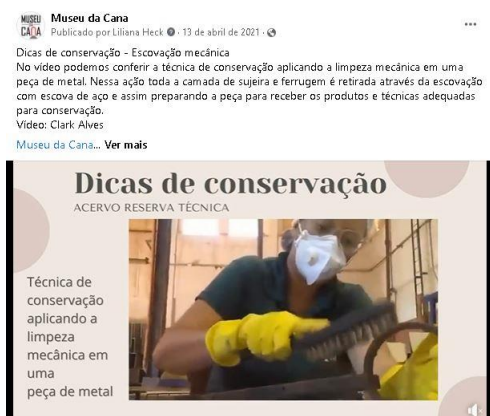 Museu da Cana
Publicado por Liliana Heck · 13 de abril de 2021 ·
Dicas de conservação - Escovação mecânica
No vídeo podemos conferir a técnica de conservação aplicando a limpeza mecânica em uma
peça de metal. Nessa ação toda a camada de sujeira e ferrugem é retirada através da escovação
com escova de aço e assim preparando a peça para receber os produtos e técnicas adequadas
para conservação.
Vídeo: Clark Alves
Museu da Cana... Ver mais
MUSEU
DA
CANA
Dicas de conservação
ACERVO RESERVA TÉCNICA
Técnica de
conservação
aplicando a
limpeza
mecânica em
uma
peça de metal